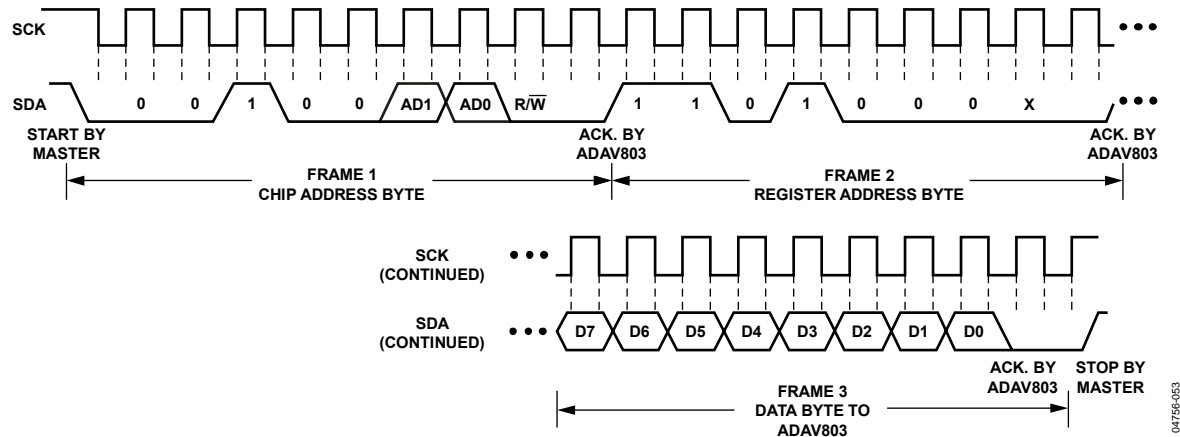 SCK
SDA 0 0 1 0 0 AD1 AD0 R/W̅ 1 1 0 1 0 0 0 X
START BY
MASTER
ACK. BY
ADAV803
ACK. BY
ADAV803
FRAME 1
CHIP ADDRESS BYTE
FRAME 2
REGISTER ADDRESS BYTE
SCK
(CONTINUED)
SDA
(CONTINUED)
D7 D6 D5 D4 D3 D2 D1 D0
ACK. BY
ADAV803
STOP BY
MASTER
FRAME 3
DATA BYTE TO
ADAV803
04756-053